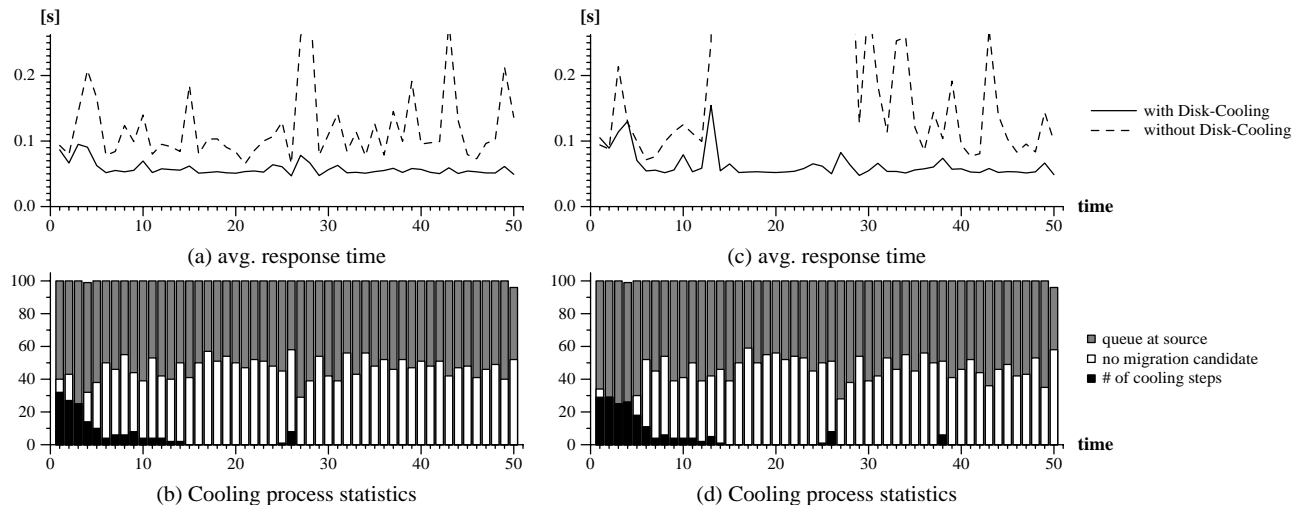 [s] [s]
0.2 0.2
with Disk-Cooling
without Disk-Cooling
0.1 0.1
0.0 0.0
time
0 10 20 30 40 50 0 10 20 30 40 50
(a) avg. response time (c) avg. response time
100 100
80 80
60 60
40 40
20 20
0 0
queue at source
no migration candidate
# of cooling steps
time
0 10 20 30 40 50 0 10 20 30 40 50
(b) Cooling process statistics (d) Cooling process statistics